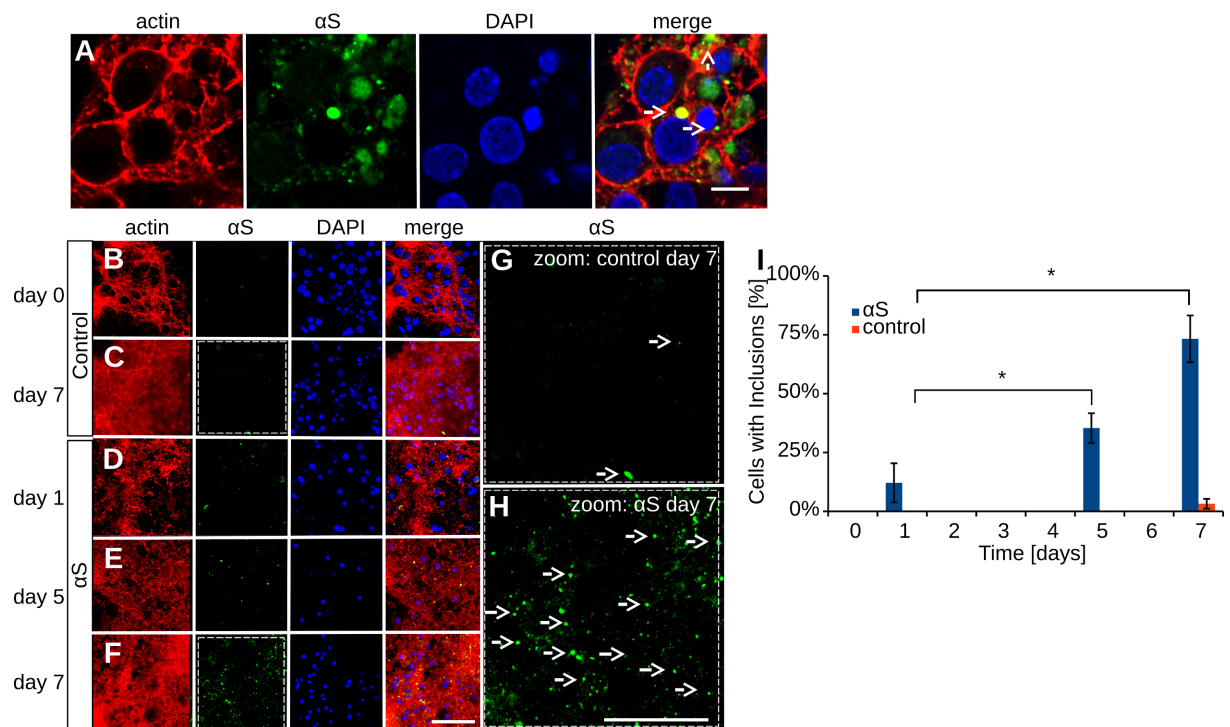 actin αS DAPI merge
A
actin αS DAPI merge αS
Control
day 0
B
day 7
C
αS
day 1
D
day 5
E
day 7
F
G zoom: control day 7
H zoom: αS day 7
I
Cells with Inclusions [%]
100%
75%
50%
25%
0%
αS
control
*
*
0 1 2 3 4 5 6 7
Time [days]